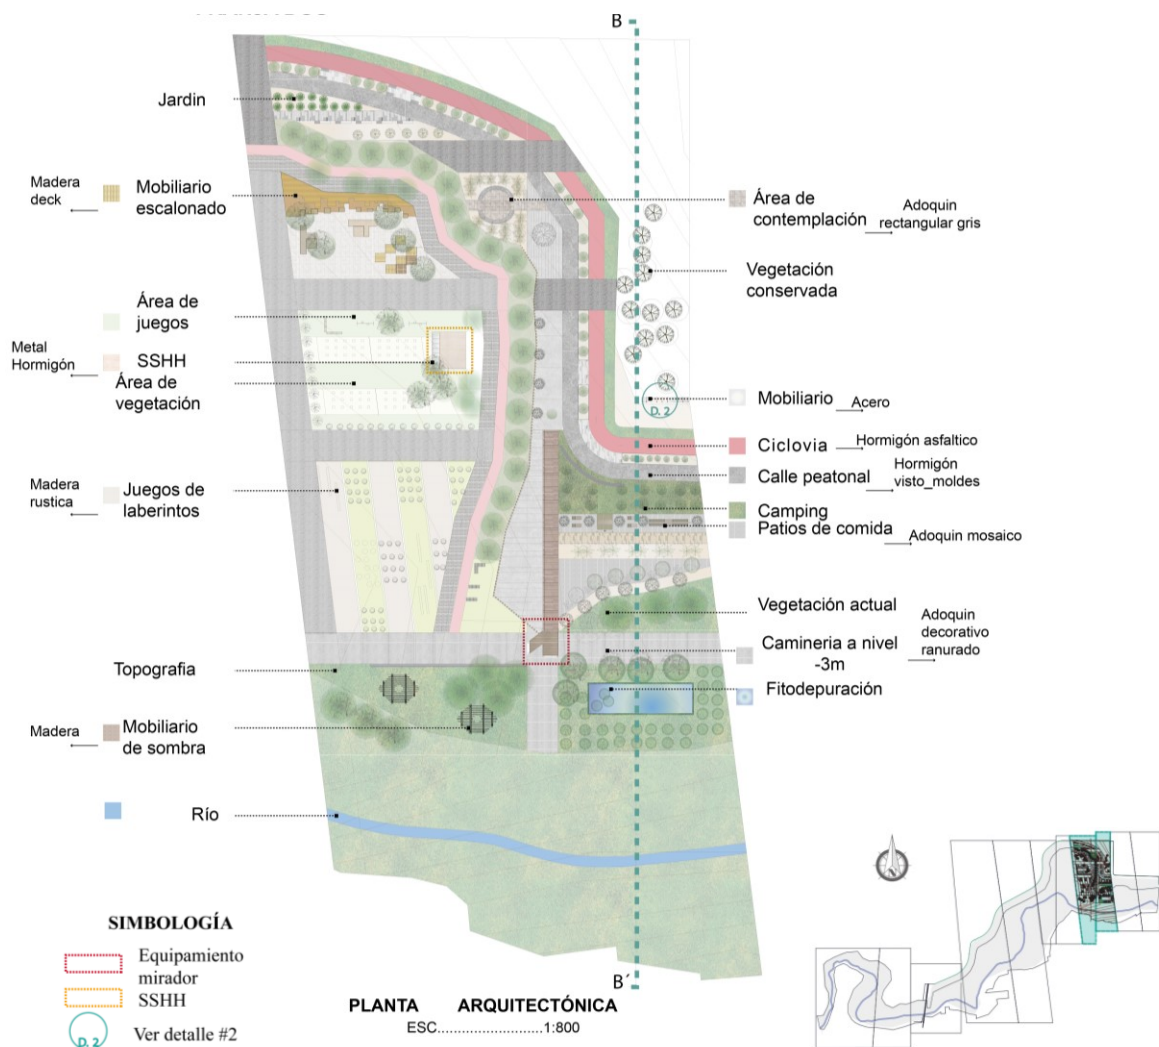 B
Jardin
Madera
deck
Mobiliario
escalonado
Área de
juegos
Metal
Hormigón
SSHH
Área de
vegetación
Madera
rustica
Juegos de
laberintos
Topografia
Madera
Mobiliario
de sombra
Río
Área de
contemplación
Adoquin
rectangular gris
Vegetación
conservada
D. 2
Mobiliario
Acero
Ciclovia
Hormigón asfaltico
Calle peatonal
Hormigón
visto_moldes
Camping
Patios de comida
Adoquin mosaico
Vegetación actual
Camineria a nivel
-3m
Adoquin
decorativo
ranurado
Fitodepuración
SIMBOLOGÍA
Equipamiento
mirador
SSHH
D. 2
Ver detalle #2
B´
PLANTA ARQUITECTÓNICA
ESC.......................1:800